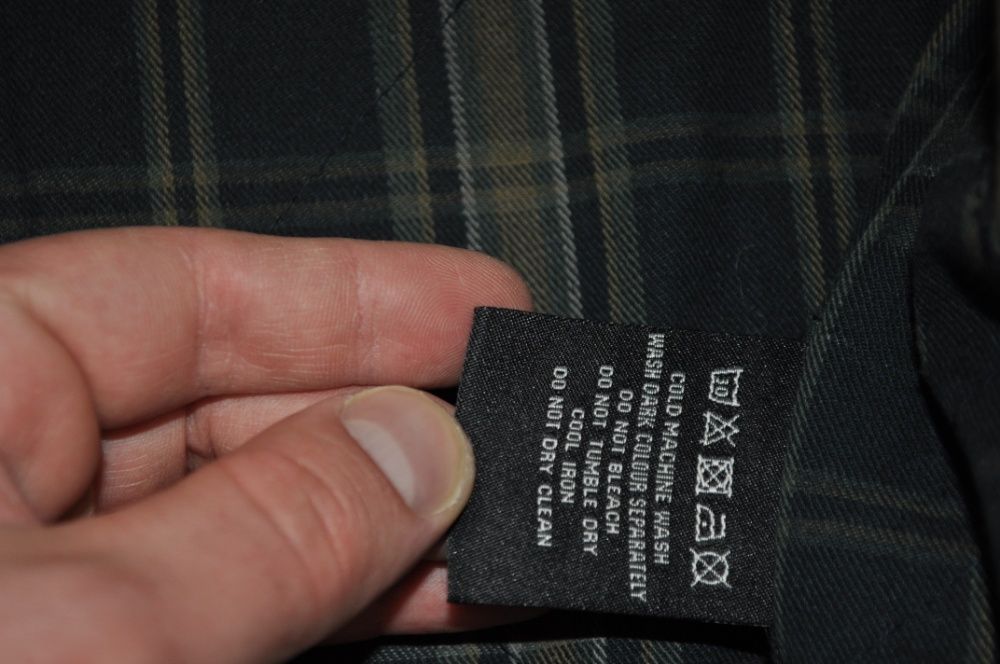 30
COLD MACHINE WASH
WASH DARK COLOUR SEPARATELY
DO NOT BLEACH
DO NOT TUMBLE DRY
COOL IRON
DO NOT DRY CLEAN